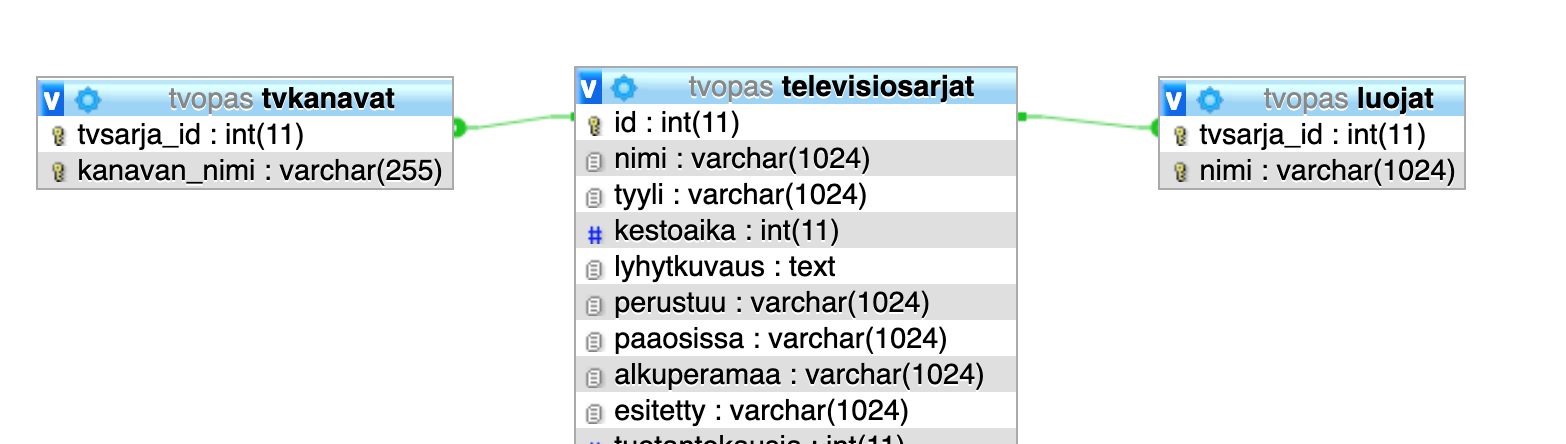 v tvopas tvkanavat
tvsarja_id : int(11)
kanavan_nimi : varchar(255)
v tvopas televisiosarjat
id : int(11)
nimi : varchar(1024)
tyyli : varchar(1024)
# kestoaika : int(11)
lyhytkuvaus : text
perustuu : varchar(1024)
paaosissa : varchar(1024)
alkuperamaa : varchar(1024)
esitetty : varchar(1024)
v tvopas luojat
tvsarja_id : int(11)
nimi : varchar(1024)